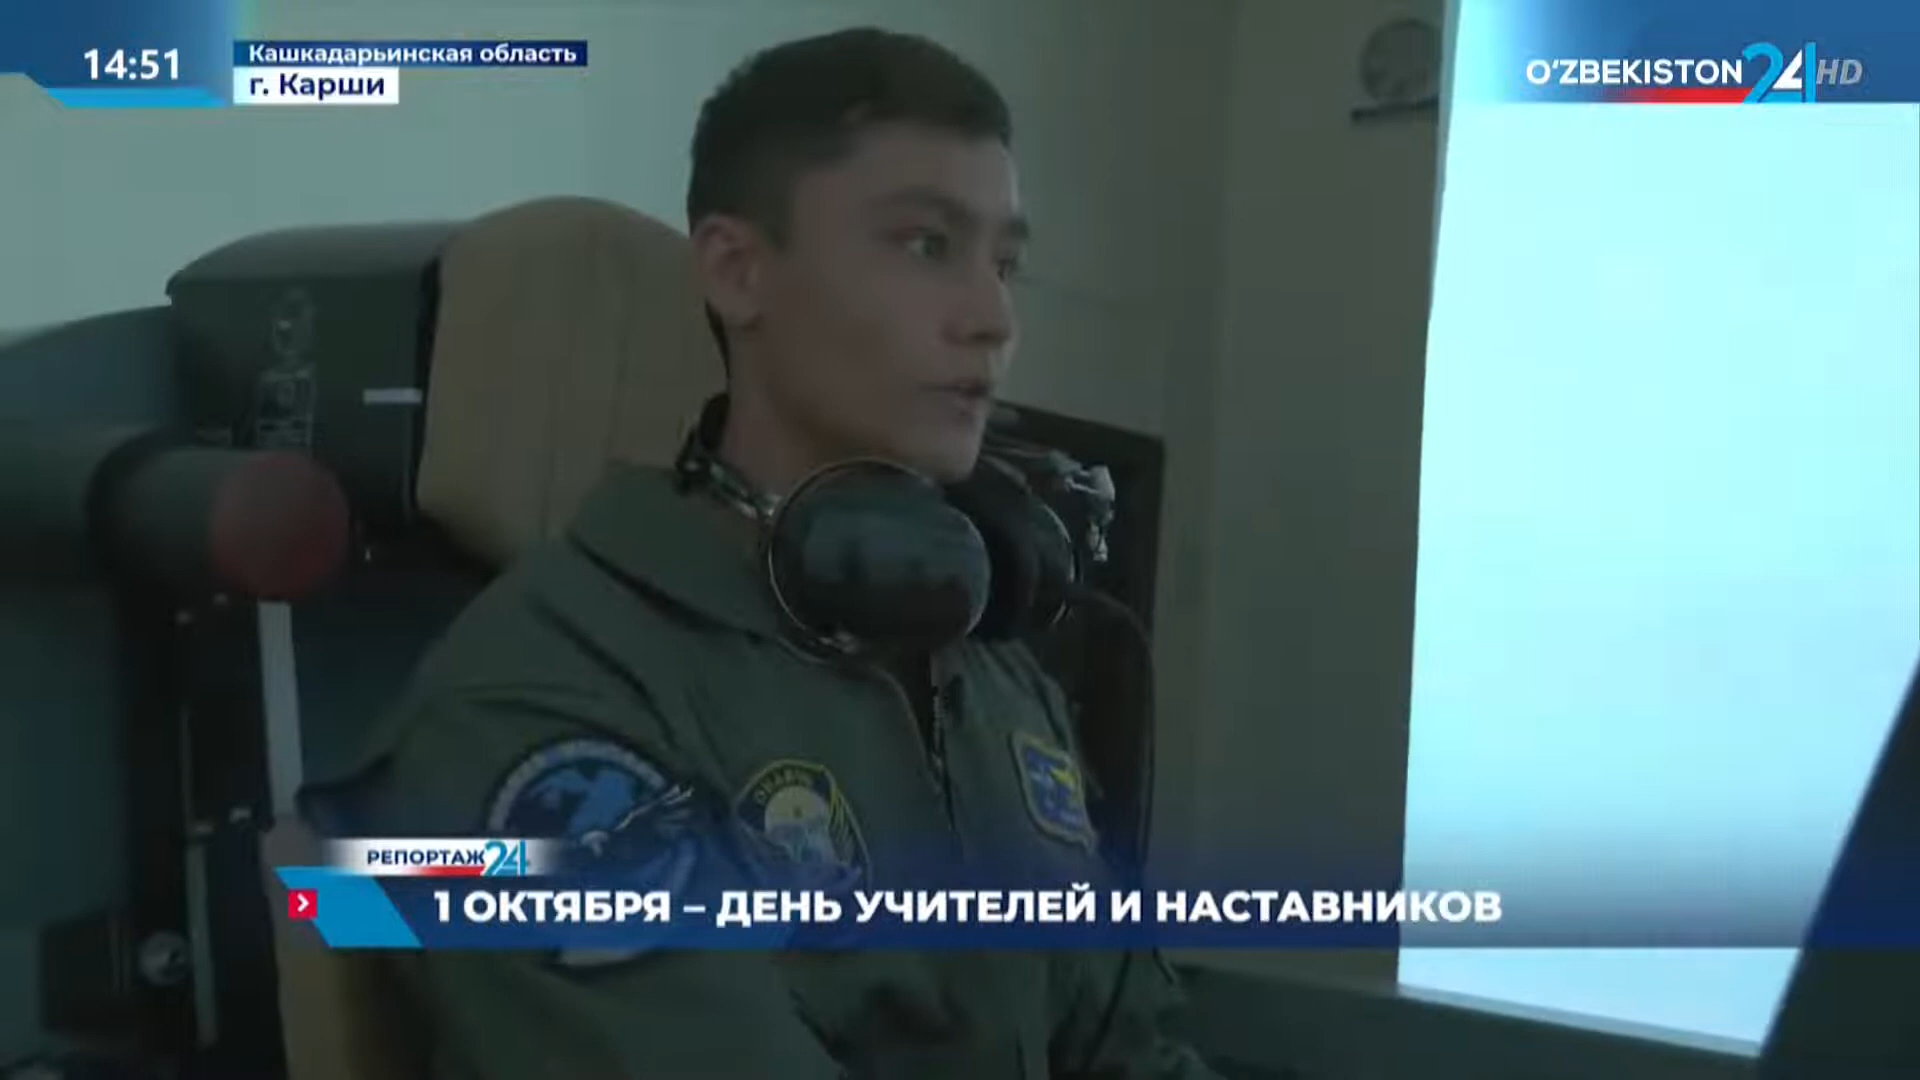 14:51
Кашкадарьинская область
г. Карши
O‘ZBEKISTON 24 HD
РЕПОРТАЖ 24
1 ОКТЯБРЯ – ДЕНЬ УЧИТЕЛЕЙ И НАСТАВНИКОВ